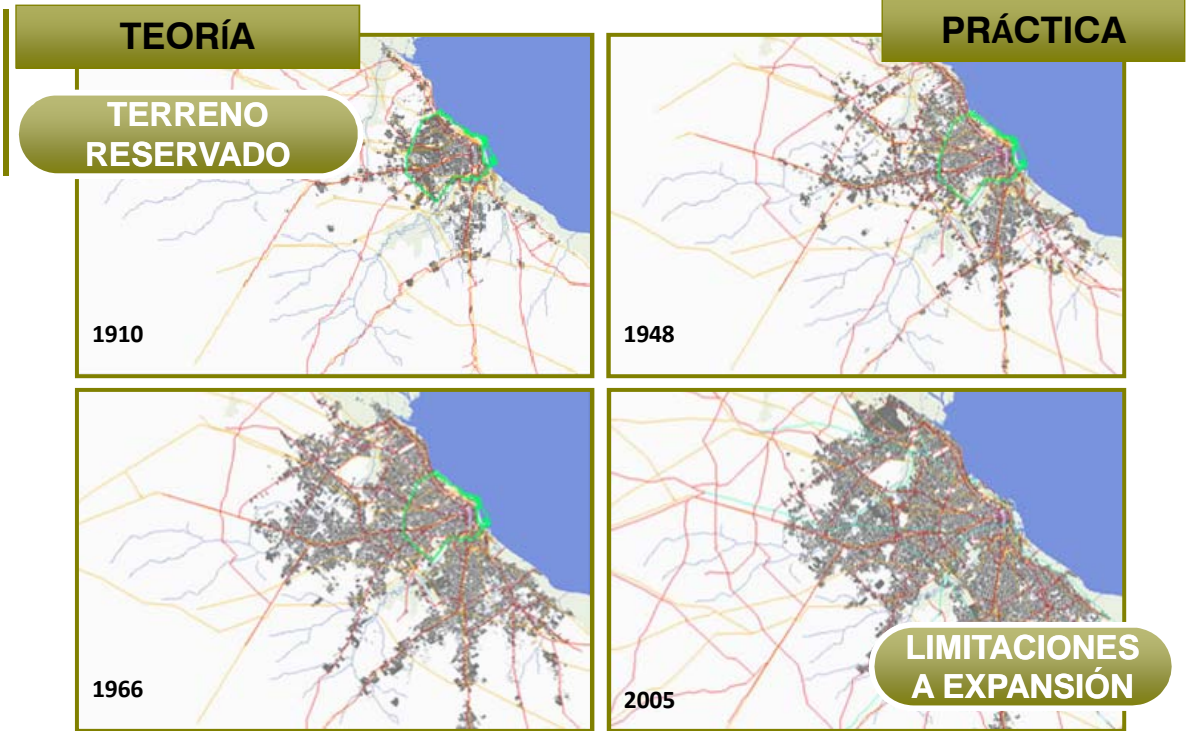 TEORÍA
PRÁCTICA
TERRENO
RESERVADO
1910
1948
1966
2005
LIMITACIONES
A EXPANSIÓN